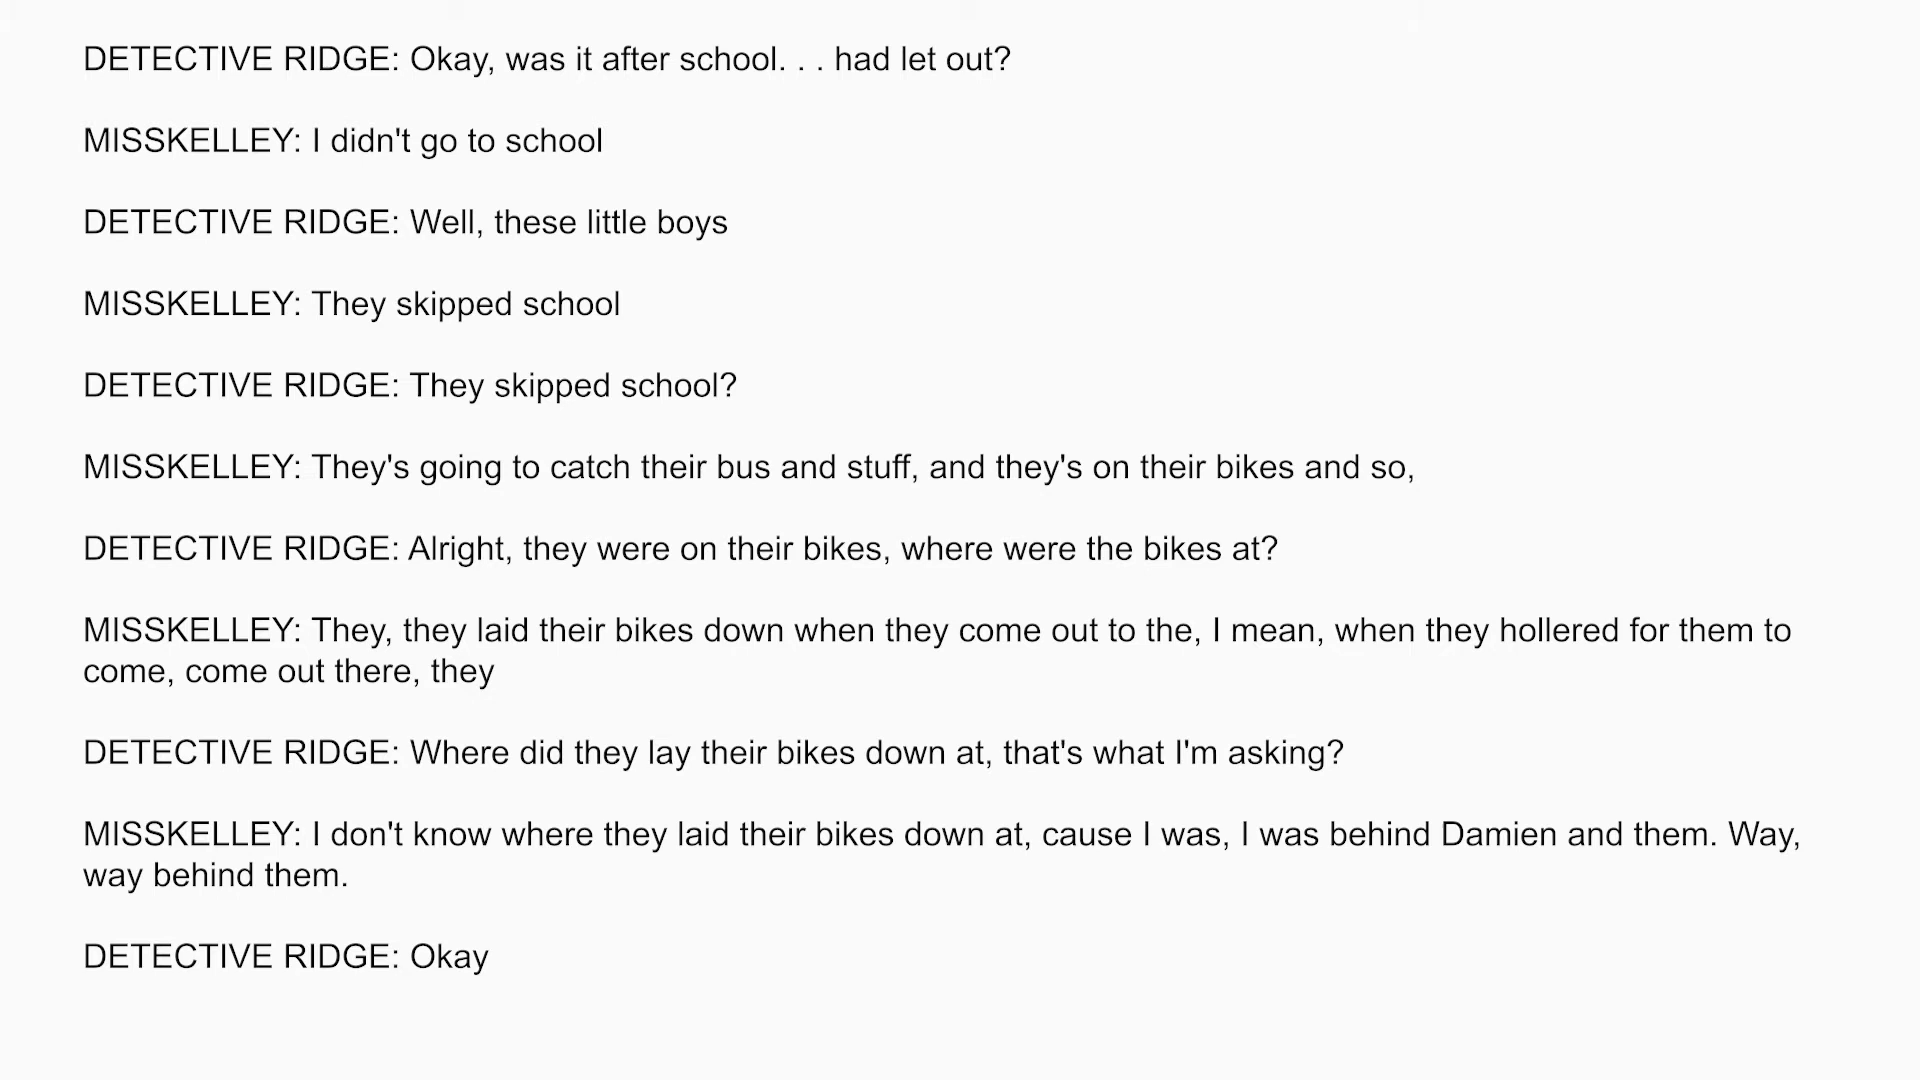 DETECTIVE RIDGE: Okay, was it after school. . . had let out?
MISSKELLEY: I didn't go to school
DETECTIVE RIDGE: Well, these little boys
MISSKELLEY: They skipped school
DETECTIVE RIDGE: They skipped school?
MISSKELLEY: They's going to catch their bus and stuff, and they's on their bikes and so,
DETECTIVE RIDGE: Alright, they were on their bikes, where were the bikes at?
MISSKELLEY: They, they laid their bikes down when they come out to the, I mean, when they hollered for them to
come, come out there, they
DETECTIVE RIDGE: Where did they lay their bikes down at, that's what I'm asking?
MISSKELLEY: I don't know where they laid their bikes down at, cause I was, I was behind Damien and them. Way,
way behind them.
DETECTIVE RIDGE: Okay